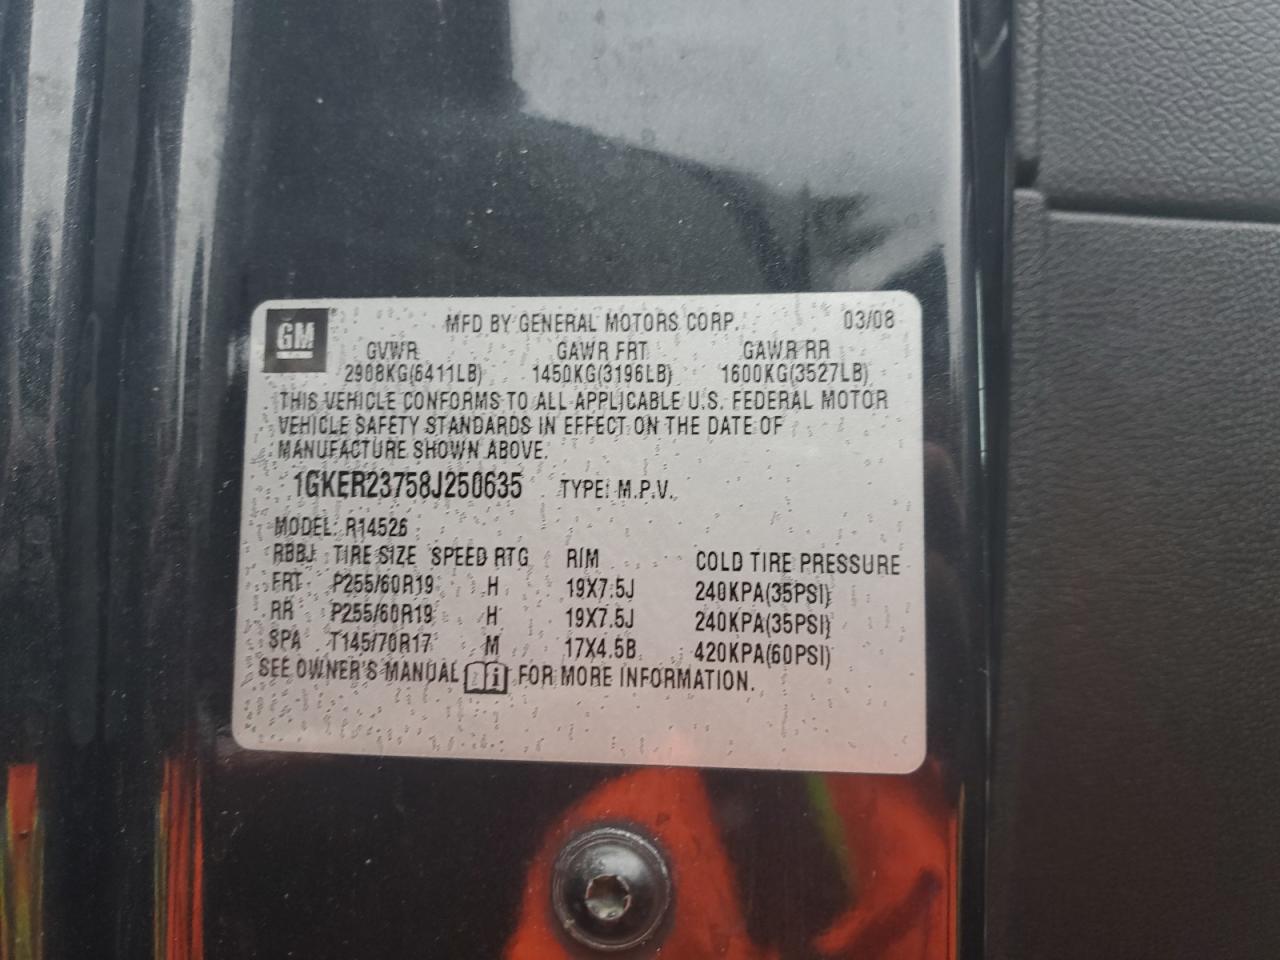 GM
MFD BY GENERAL MOTORS CORP. 03/08
GVWR GAWR FRT GAWR RR
2908KG(6411LB) 1450KG(3196LB) 1600KG(3527LB)
THIS VEHICLE CONFORMS TO ALL APPLICABLE U.S. FEDERAL MOTOR
VEHICLE SAFETY STANDARDS IN EFFECT ON THE DATE OF
MANUFACTURE SHOWN ABOVE.
1GKER23758J250635 TYPE: M.P.V.
MODEL: R14526
RBBJ TIRE SIZE SPEED RTG RIM COLD TIRE PRESSURE
FRT P255/60R19 H 19X7.5J 240KPA(35PSI)
RR P255/60R19 H 19X7.5J 240KPA(35PSI)
SPA T145/70R17 M 17X4.5B 420KPA(60PSI)
SEE OWNER'S MANUAL FOR MORE INFORMATION.